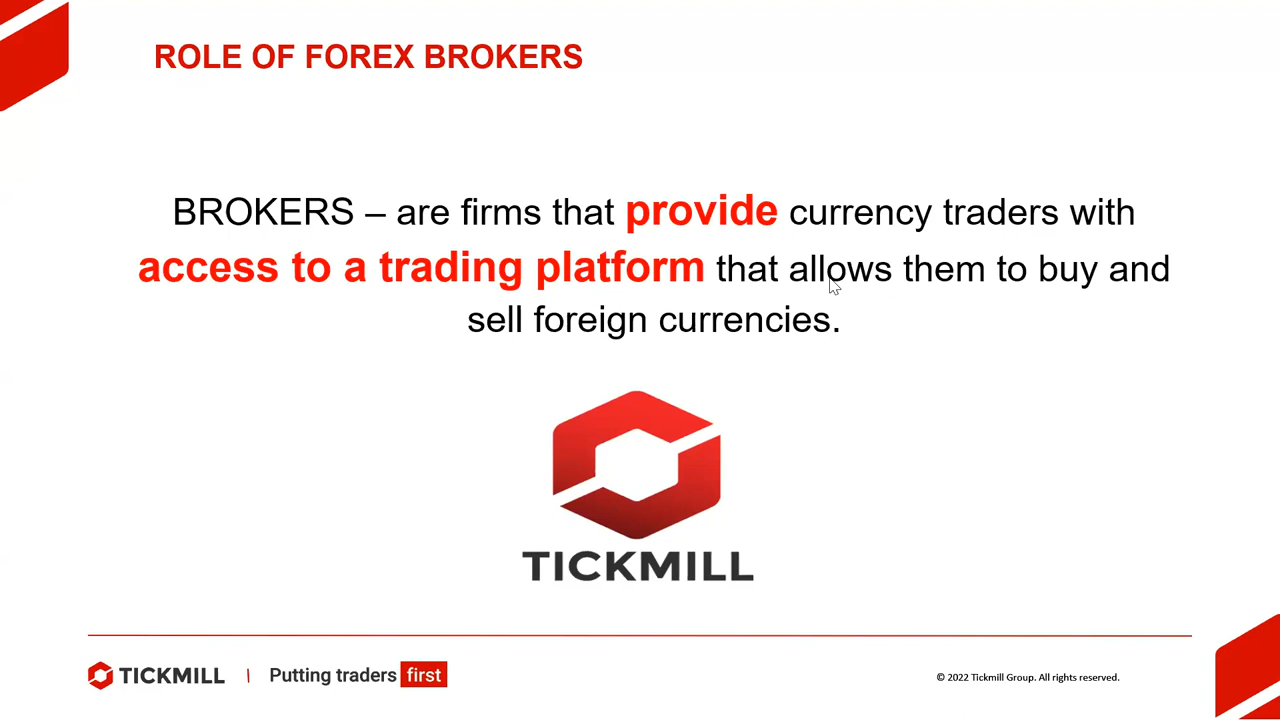 ROLE OF FOREX BROKERS
BROKERS – are firms that provide currency traders with
access to a trading platform that allows them to buy and
sell foreign currencies.
TICKMILL
TICKMILL | Putting traders first
© 2022 Tickmill Group. All rights reserved.